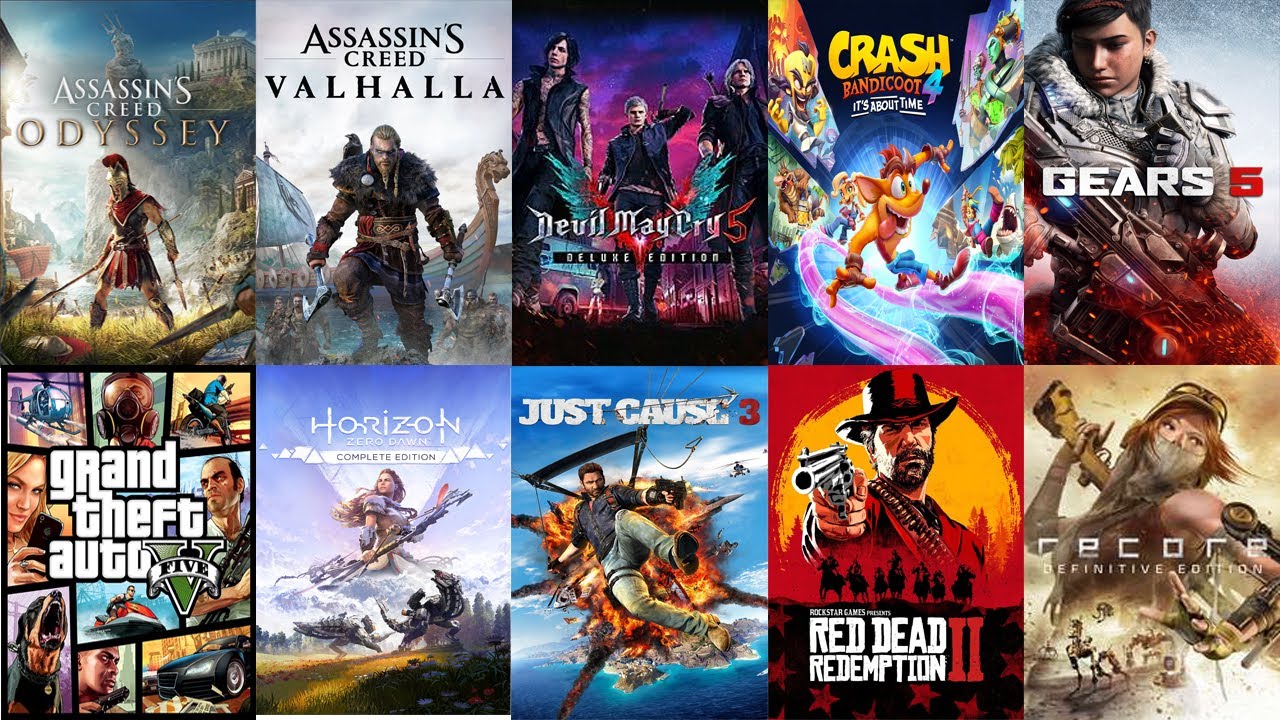 ASSASSIN'S
CREED
ODYSSEY
ASSASSIN'S
CREED
VALHALLA
Devil May Cry 5
DELUXE EDITION
CRASH
BANDICOOT 4
IT'S ABOUT TIME
GEARS 5
grand
theft
auto
V
FIVE
HORIZON
ZERO DAWN
COMPLETE EDITION
JUST CAUSE 3
ROCKSTAR GAMES PRESENTS
RED DEAD
REDEMPTION II
recore
DEFINITIVE EDITION